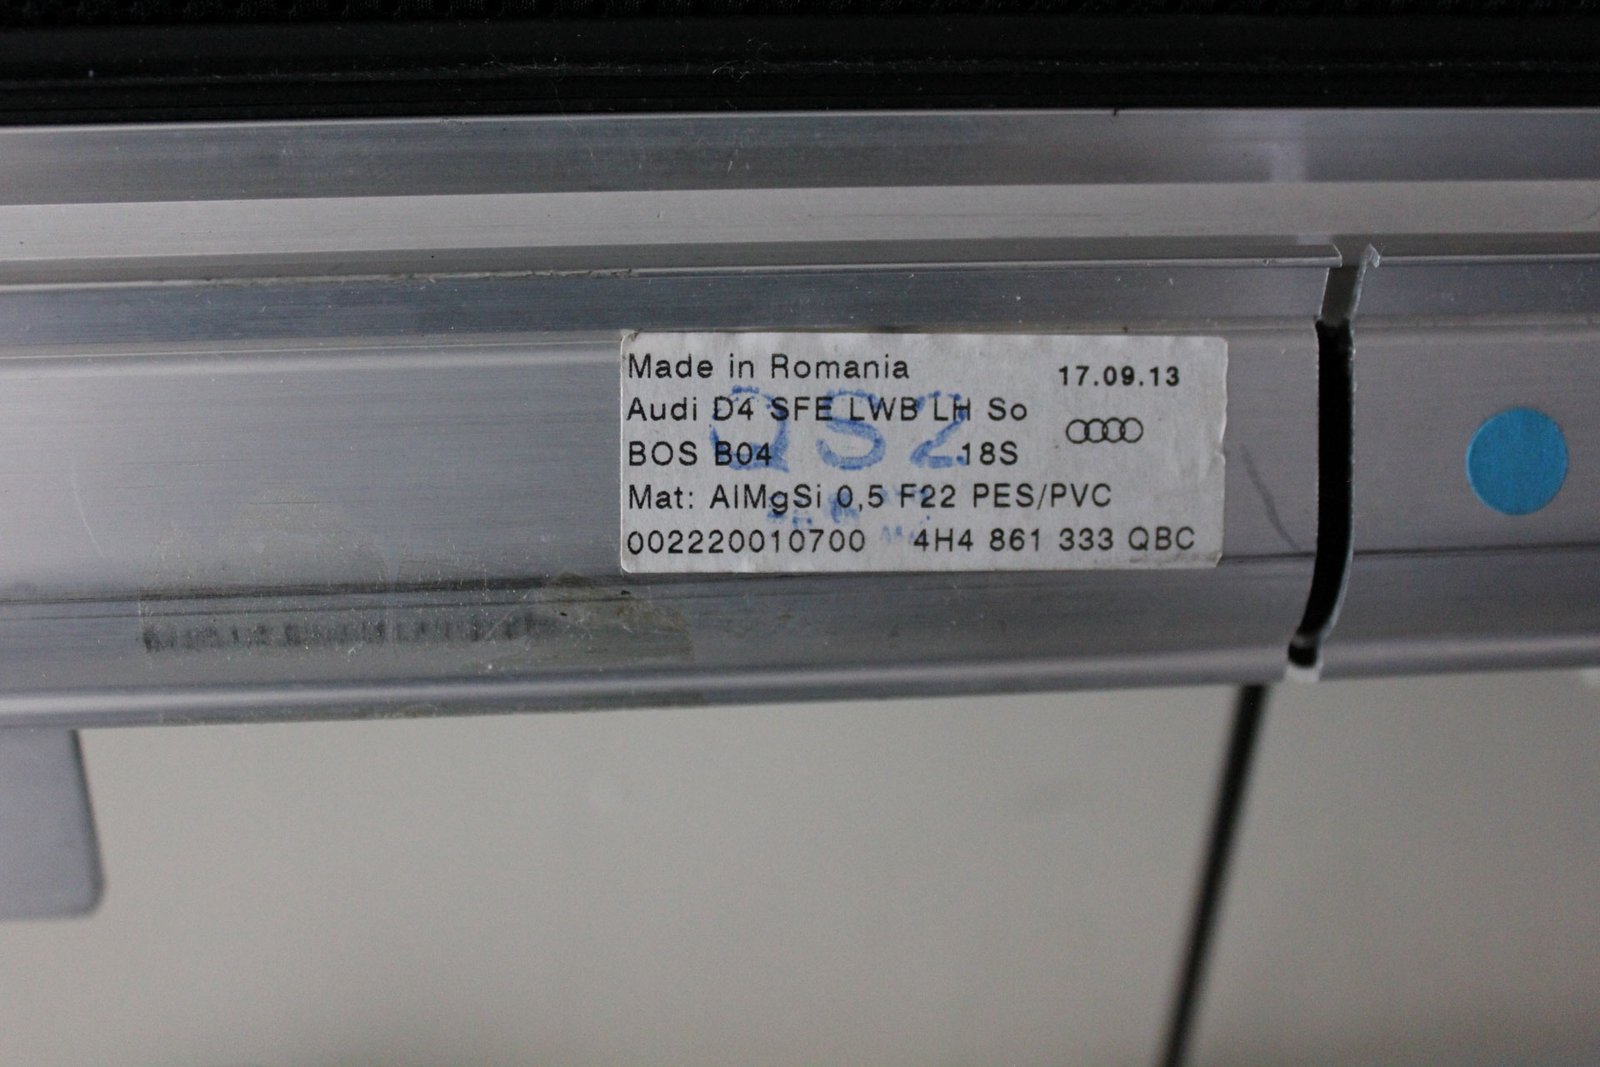 Made in Romania 17.09.13
Audi D4 SFE LWB LH So
BOS B04 18S
QS2
Mat: AlMgSi 0,5 F22 PES/PVC
002220010700 4H4 861 333 QBC